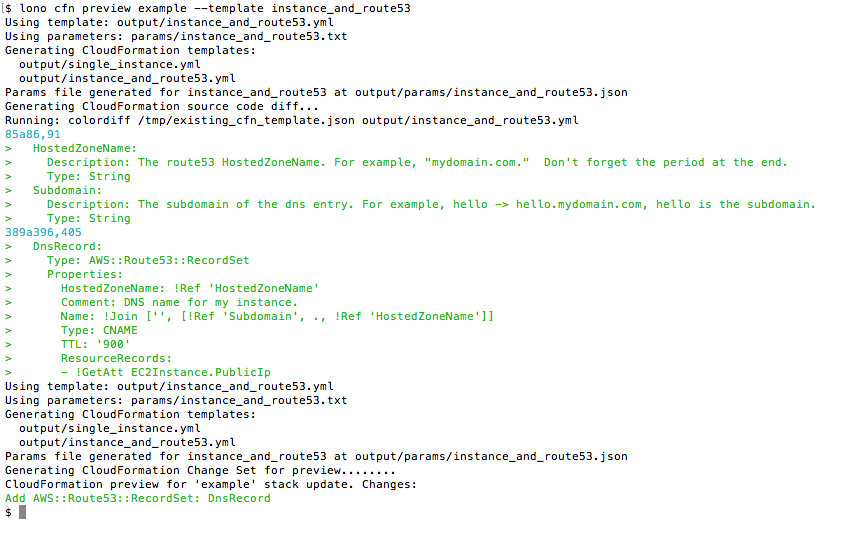 $ lono cfn preview example --template instance_and_route53
Using template: output/instance_and_route53.yml
Using parameters: params/instance_and_route53.txt
Generating CloudFormation templates:
  output/single_instance.yml
  output/instance_and_route53.yml
Params file generated for instance_and_route53 at output/params/instance_and_route53.json
Generating CloudFormation source code diff...
Running: colordiff /tmp/existing_cfn_template.json output/instance_and_route53.yml
85a86,91
>   HostedZoneName:
>     Description: The route53 HostedZoneName. For example, "mydomain.com."  Don't forget the period at the end.
>     Type: String
>   Subdomain:
>     Description: The subdomain of the dns entry. For example, hello -> hello.mydomain.com, hello is the subdomain.
>     Type: String
389a396,405
>   DnsRecord:
>     Type: AWS::Route53::RecordSet
>     Properties:
>       HostedZoneName: !Ref 'HostedZoneName'
>       Comment: DNS name for my instance.
>       Name: !Join ['', [!Ref 'Subdomain', ., !Ref 'HostedZoneName']]
>       Type: CNAME
>       TTL: '900'
>       ResourceRecords:
>       - !GetAtt EC2Instance.PublicIp
Using template: output/instance_and_route53.yml
Using parameters: params/instance_and_route53.txt
Generating CloudFormation templates:
  output/single_instance.yml
  output/instance_and_route53.yml
Params file generated for instance_and_route53 at output/params/instance_and_route53.json
Generating CloudFormation Change Set for preview........
CloudFormation preview for 'example' stack update. Changes:
Add AWS::Route53::RecordSet: DnsRecord
$